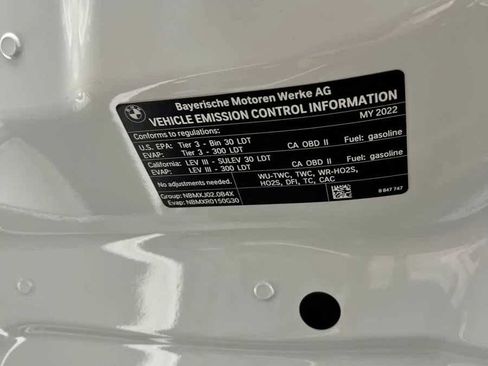 BMW
Bayerische Motoren Werke AG
VEHICLE EMISSION CONTROL INFORMATION
Conforms to regulations: MY 2022
U.S. EPA: Tier 3 - Bin 30 LDT CA OBD II Fuel: gasoline
EVAP: Tier 3 - 300 LDT
California: LEV III - SULEV 30 LDT CA OBD II Fuel: gasoline
EVAP: LEV III - 300 LDT
No adjustments needed. WU-TWC, TWC, WR-HO2S,
HO2S, DFI, TC, CAC
Group: NBMXJ02.0B4X
Evap: NBMXR0150G30
8 847 747